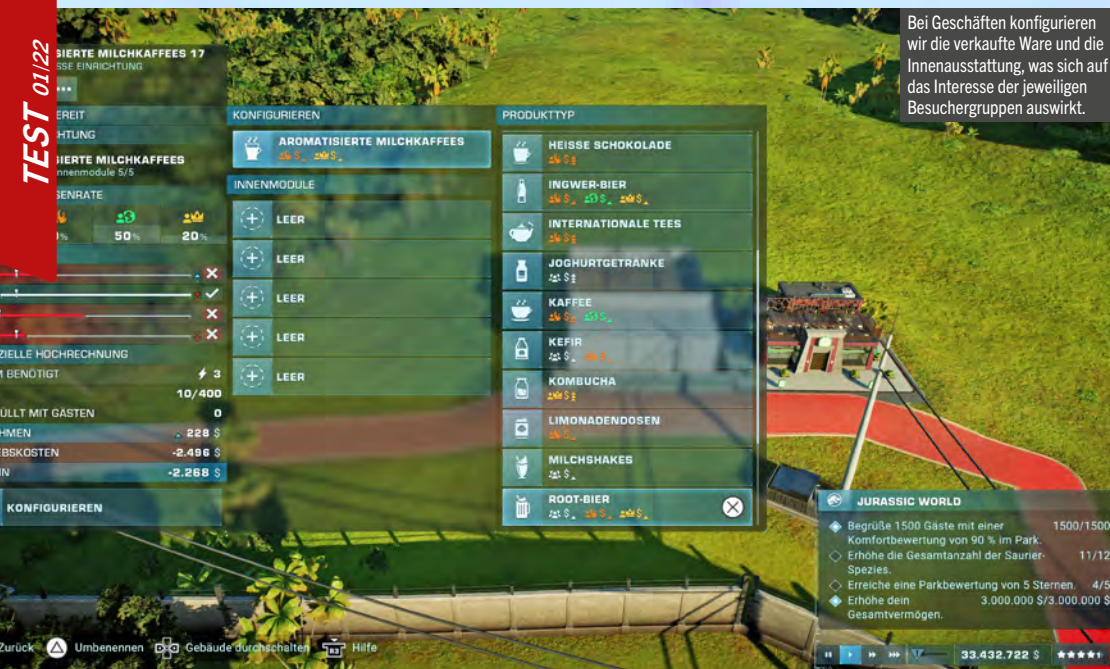 TEST 01/22
Bei Geschäften konfigurieren
wir die verkaufte Ware und die
Innenausstattung, was sich auf
das Interesse der jeweiligen
Besuchergruppen auswirkt.
SIERTE MILCHKAFFEES 17
SSE EINRICHTUNG
EREIT
HTUNG
SIERTE MILCHKAFFEES
nnenmodule 5/5
SENRATE
50% 20%
ZIELLE HOCHRECHNUNG
M BENÖTIGT 3
10/400
ÜLLT MIT GÄSTEN 0
HMEN 228 $
EBSKOSTEN -2.496 $
IN -2.268 $
KONFIGURIEREN
KONFIGURIEREN
AROMATISIERTE MILCHKAFFEES
INNENMODULE
LEER
LEER
LEER
LEER
LEER
PRODUKTTYP
HEISSE SCHOKOLADE
INGWER-BIER
INTERNATIONALE TEES
JOGHURTGETRÄNKE
KAFFEE
KEFIR
KOMBUCHA
LIMONADENDOSEN
MILCHSHAKES
ROOT-BIER
JURASSIC WORLD
Begrüße 1500 Gäste mit einer 1500/1500
Komfortbewertung von 90 % im Park.
Erhöhe die Gesamtanzahl der Saurier- 11/12
Spezies.
Erreiche eine Parkbewertung von 5 Sternen. 4/5
Erhöhe dein 3.000.000 $/3.000.000 $
Gesamtvermögen.
Zurück Umbenennen Gebäude durchschalten R3 Hilfe
33.432.722 $